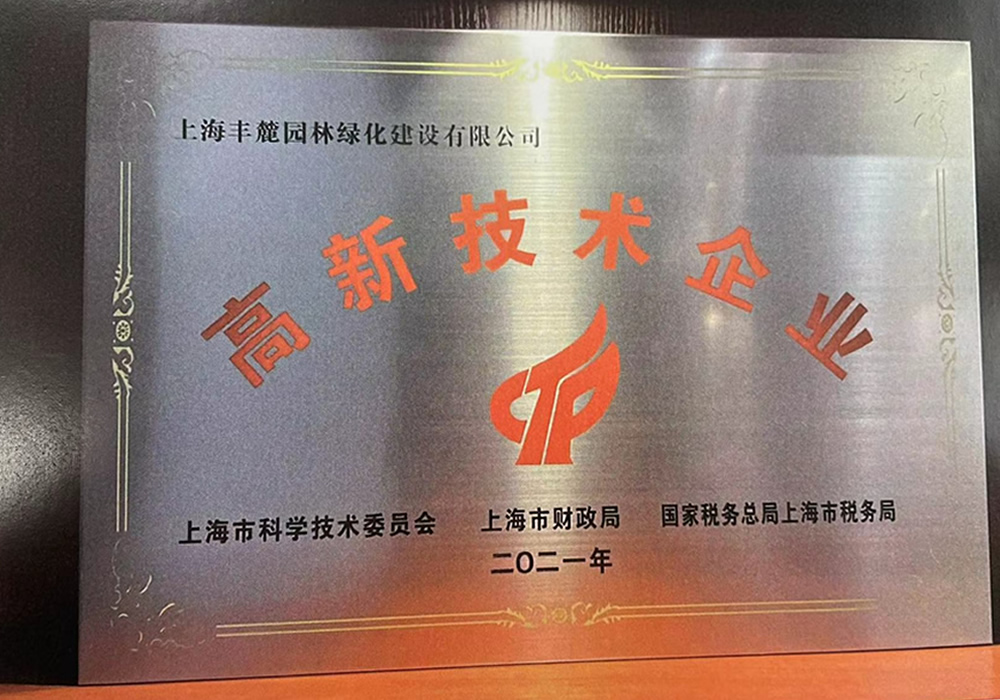 上海丰麓园林绿化建设有限公司
高新技术企业
上海市科学技术委员会 上海市财政局 国家税务总局上海市税务局
二〇二一年